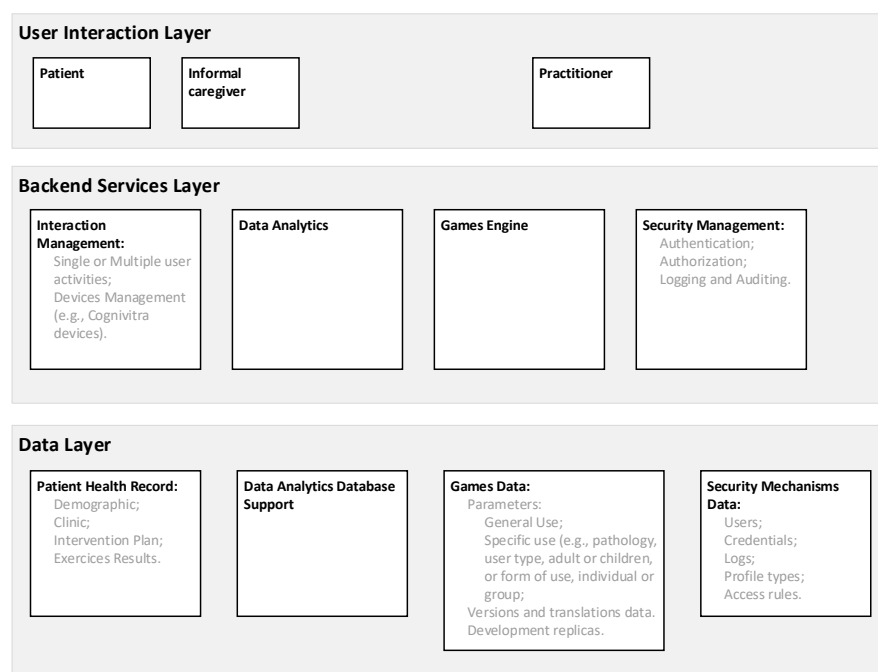 User Interaction Layer
Patient
Informal
caregiver
Practitioner
Backend Services Layer
Interaction
Management:
Single or Multiple user
activities;
Devices Management
(e.g., Cognivitra
devices).
Data Analytics
Games Engine
Security Management:
Authentication;
Authorization;
Logging and Auditing.
Data Layer
Patient Health Record:
Demographic;
Clinic;
Intervention Plan;
Exercices Results.
Data Analytics Database
Support
Games Data:
Parameters:
General Use;
Specific use (e.g., pathology,
user type, adult or children,
or form of use, individual or
group;
Versions and translations data.
Development replicas.
Security Mechanisms
Data:
Users;
Credentials;
Logs;
Profile types;
Access rules.